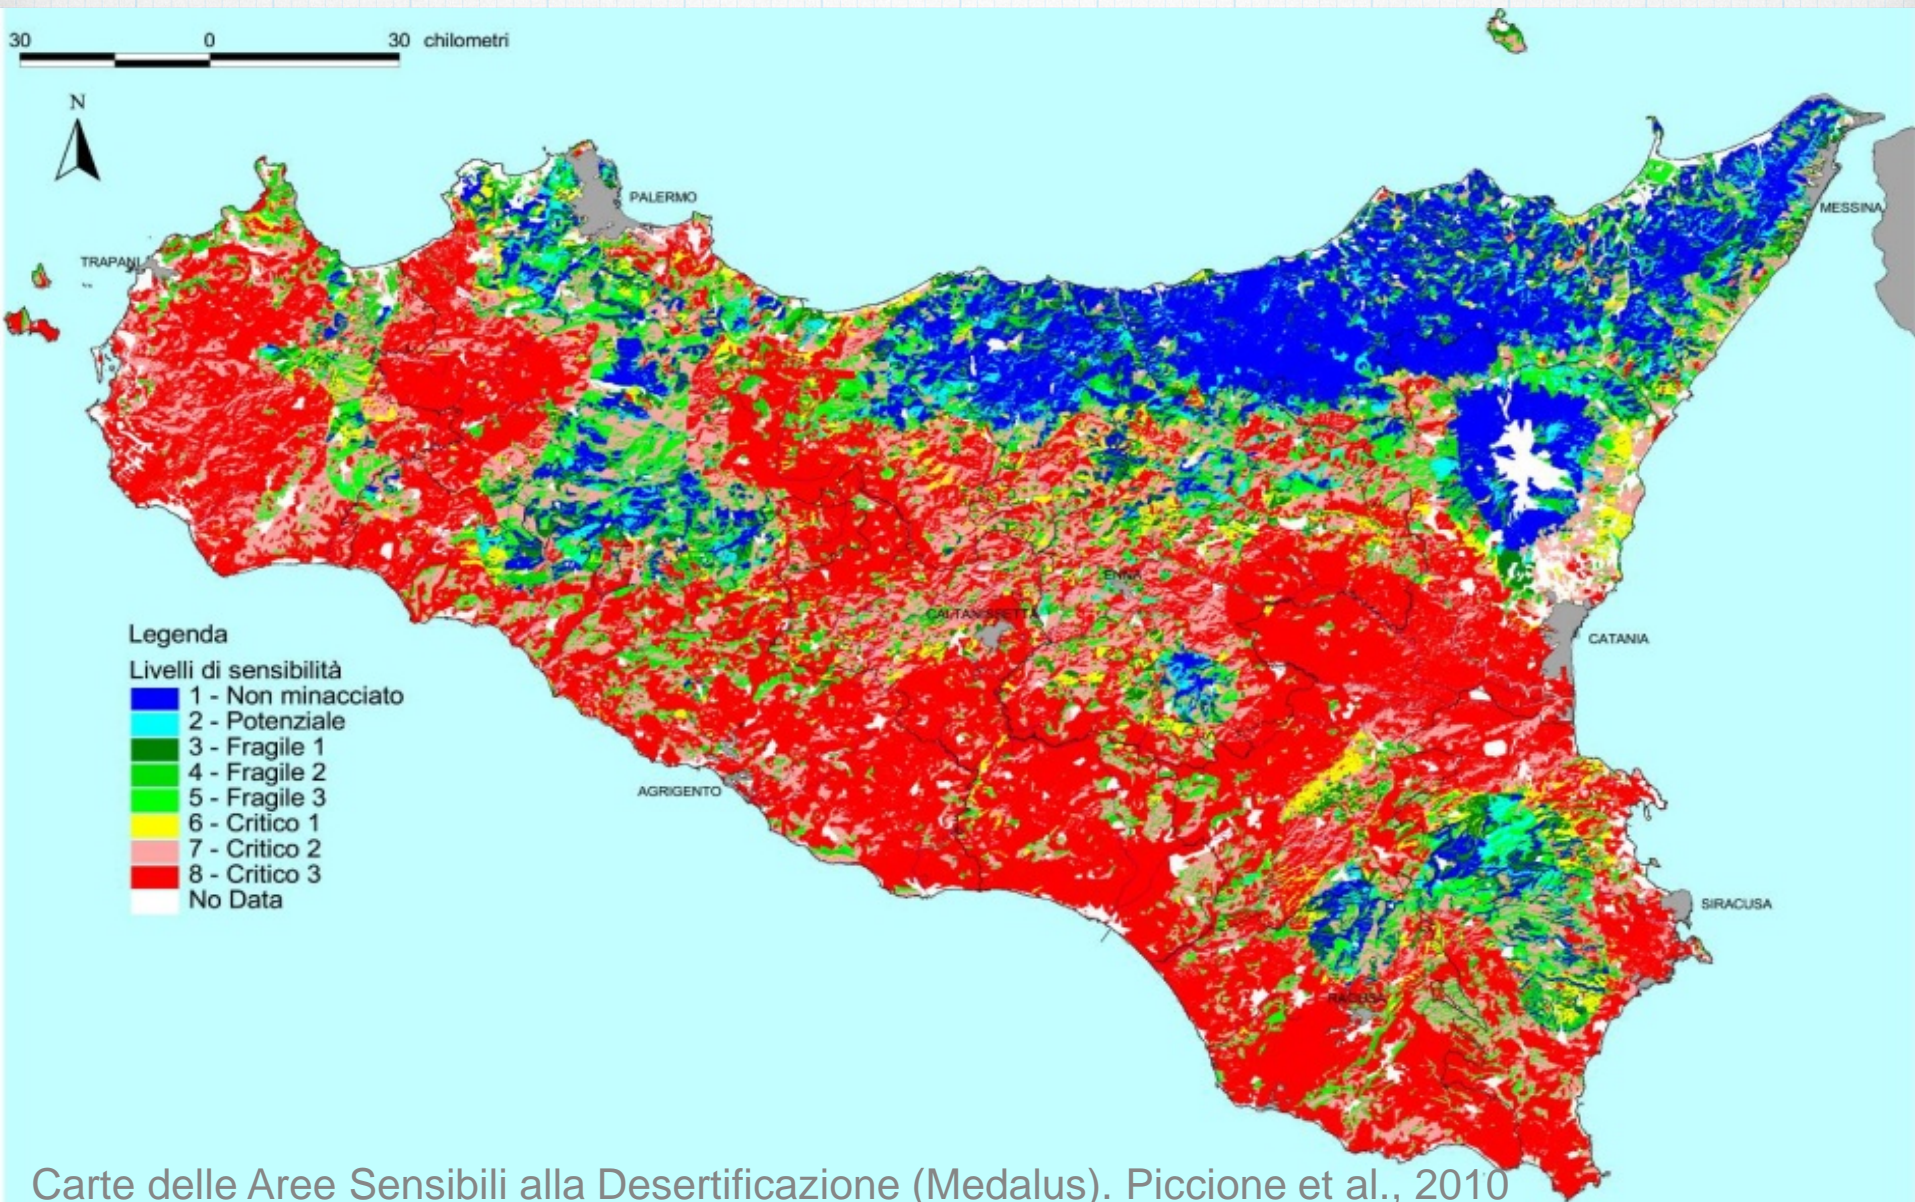 30 0 30 chilometri
N
PALERMO
MESSINA
TRAPANI
ENNA
CALTANISSETTA
CATANIA
AGRIGENTO
SIRACUSA
RAGUSA
Legenda
Livelli di sensibilità
1 - Non minacciato
2 - Potenziale
3 - Fragile 1
4 - Fragile 2
5 - Fragile 3
6 - Critico 1
7 - Critico 2
8 - Critico 3
No Data
Carte delle Aree Sensibili alla Desertificazione (Medalus). Piccione et al., 2010